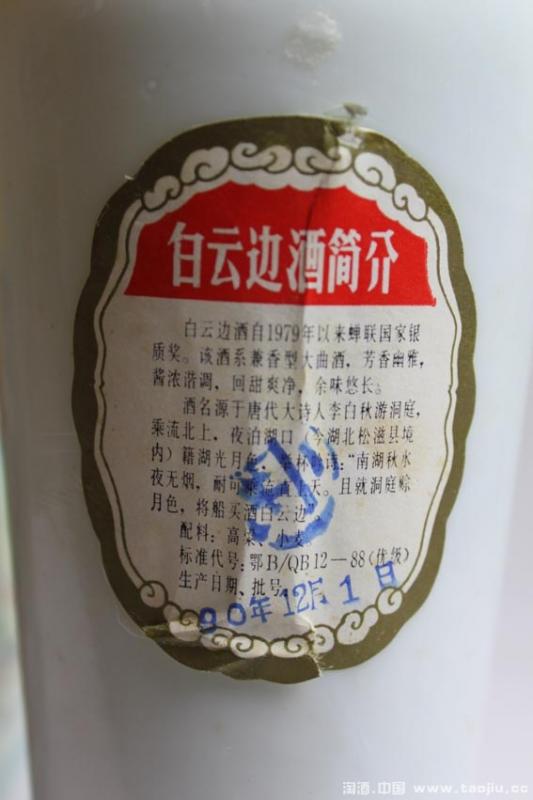 白云边酒简介
白云边酒自1979年以来蝉联国家银
质奖。该酒系兼香型大曲酒，芳香幽雅，
酱浓谐调，回甜爽净，余味悠长。
酒名源于唐代大诗人李白秋游洞庭，
乘流北上，夜泊湖口（今湖北松滋县境
内）籍湖光月色，举杯吟诗：“南湖秋水
夜无烟，耐可乘流直上天。且就洞庭赊
月色，将船买酒白云边”。
配料：高粱、小麦
标准代号：鄂B/QB12—88（优级）
生产日期、批号：
90年12月1日
淘酒.中国 www.taojiu.cc